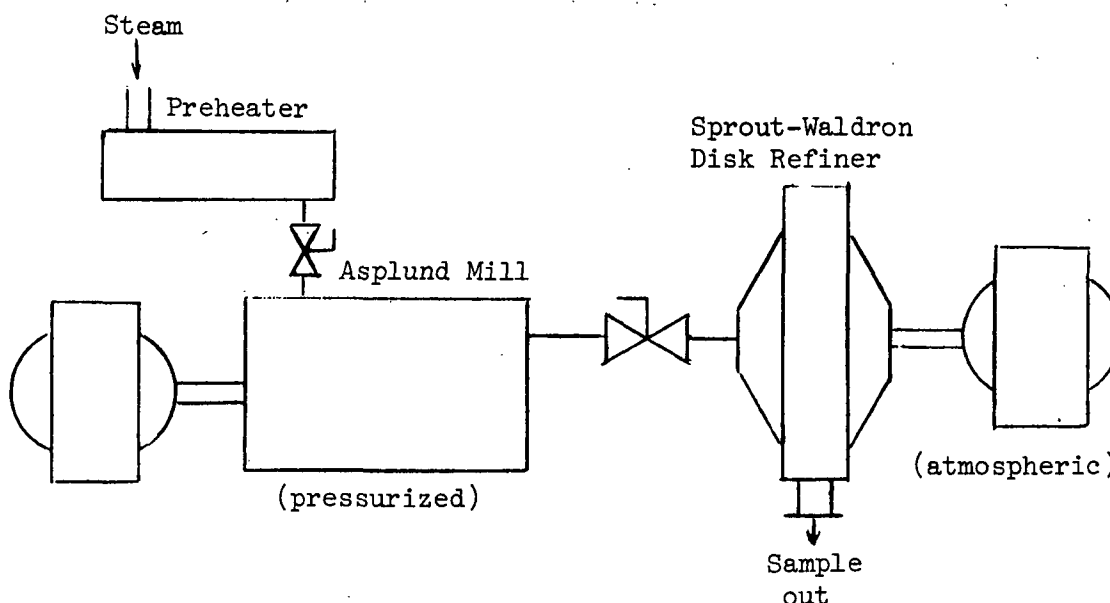 Steam
Preheater
Sprout-Waldron
Disk Refiner
Asplund Mill
(pressurized)
(atmospheric)
Sample
out